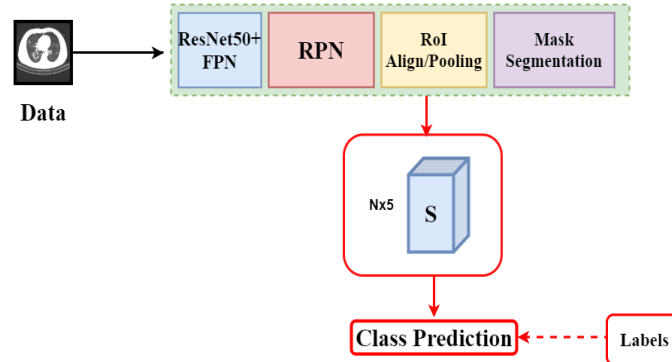 ResNet50+
FPN
RPN
RoI
Align/Pooling
Mask
Segmentation
Data
Nx5
S
Class Prediction
Labels